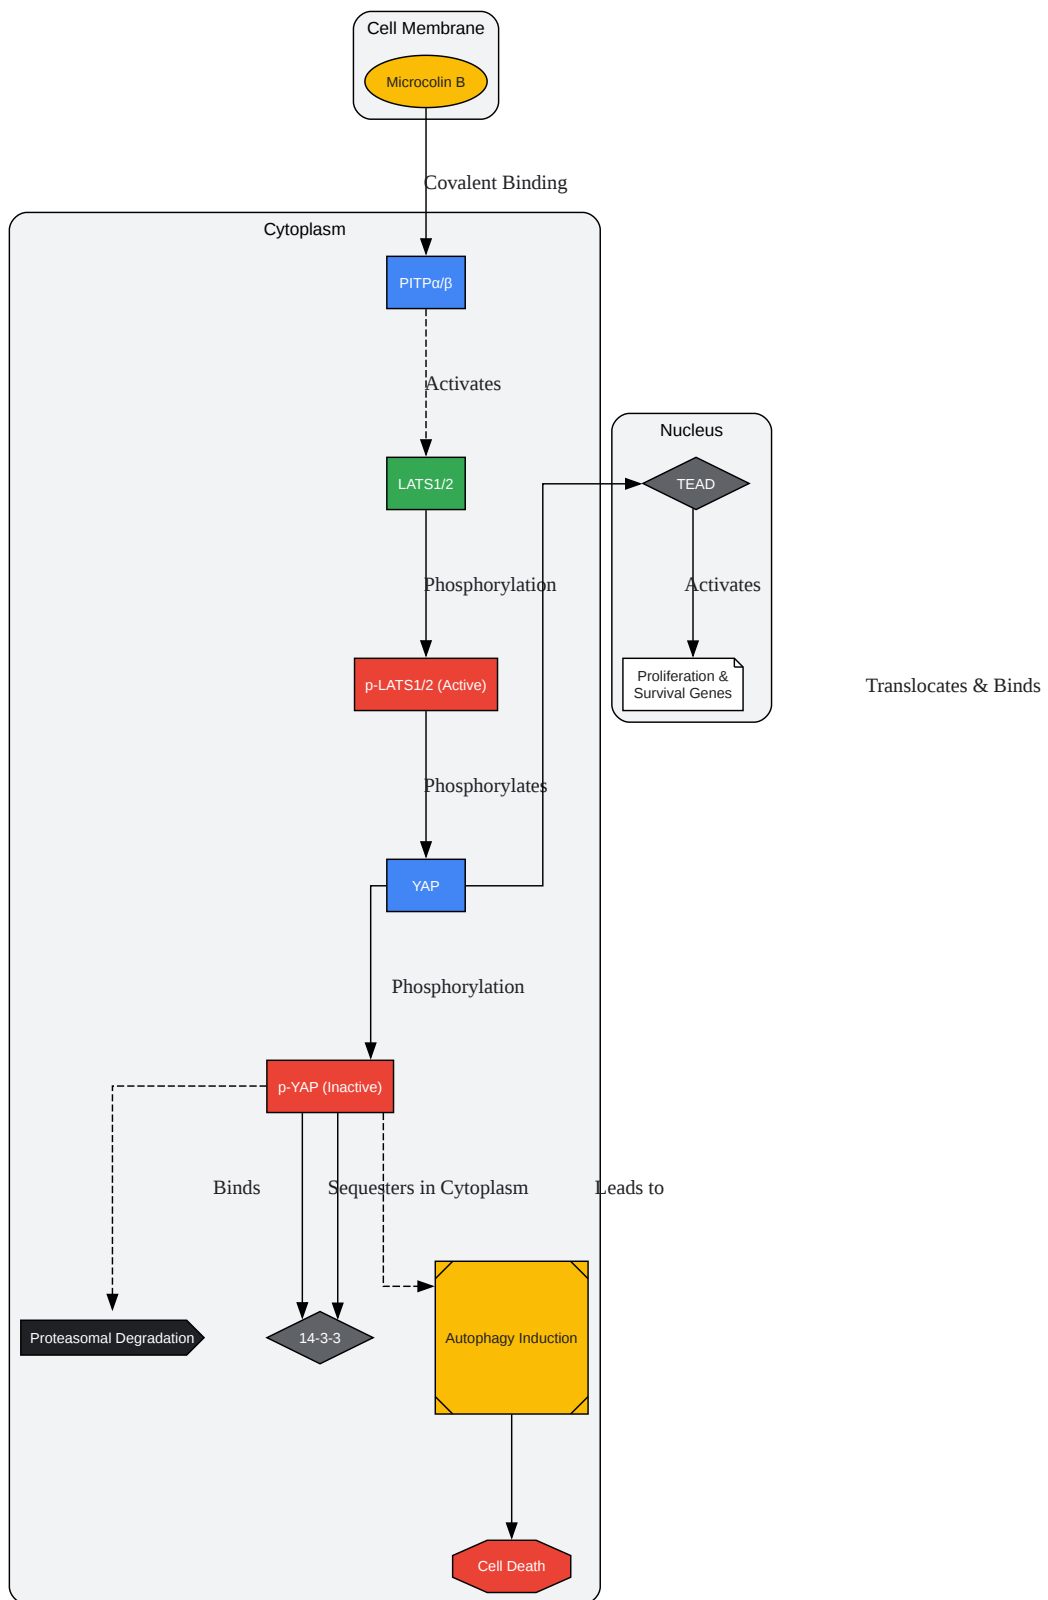 Cell Membrane
Microcolin B
Covalent Binding
Cytoplasm
PITPα/β
Activates
Nucleus
LATS1/2
TEAD
Phosphorylation
Activates
p-LATS1/2 (Active)
Proliferation &
Survival Genes
Translocates & Binds
Phosphorylates
YAP
Phosphorylation
p-YAP (Inactive)
Binds
Sequesters in Cytoplasm
Leads to
Proteasomal Degradation
14-3-3
Autophagy Induction
Cell Death